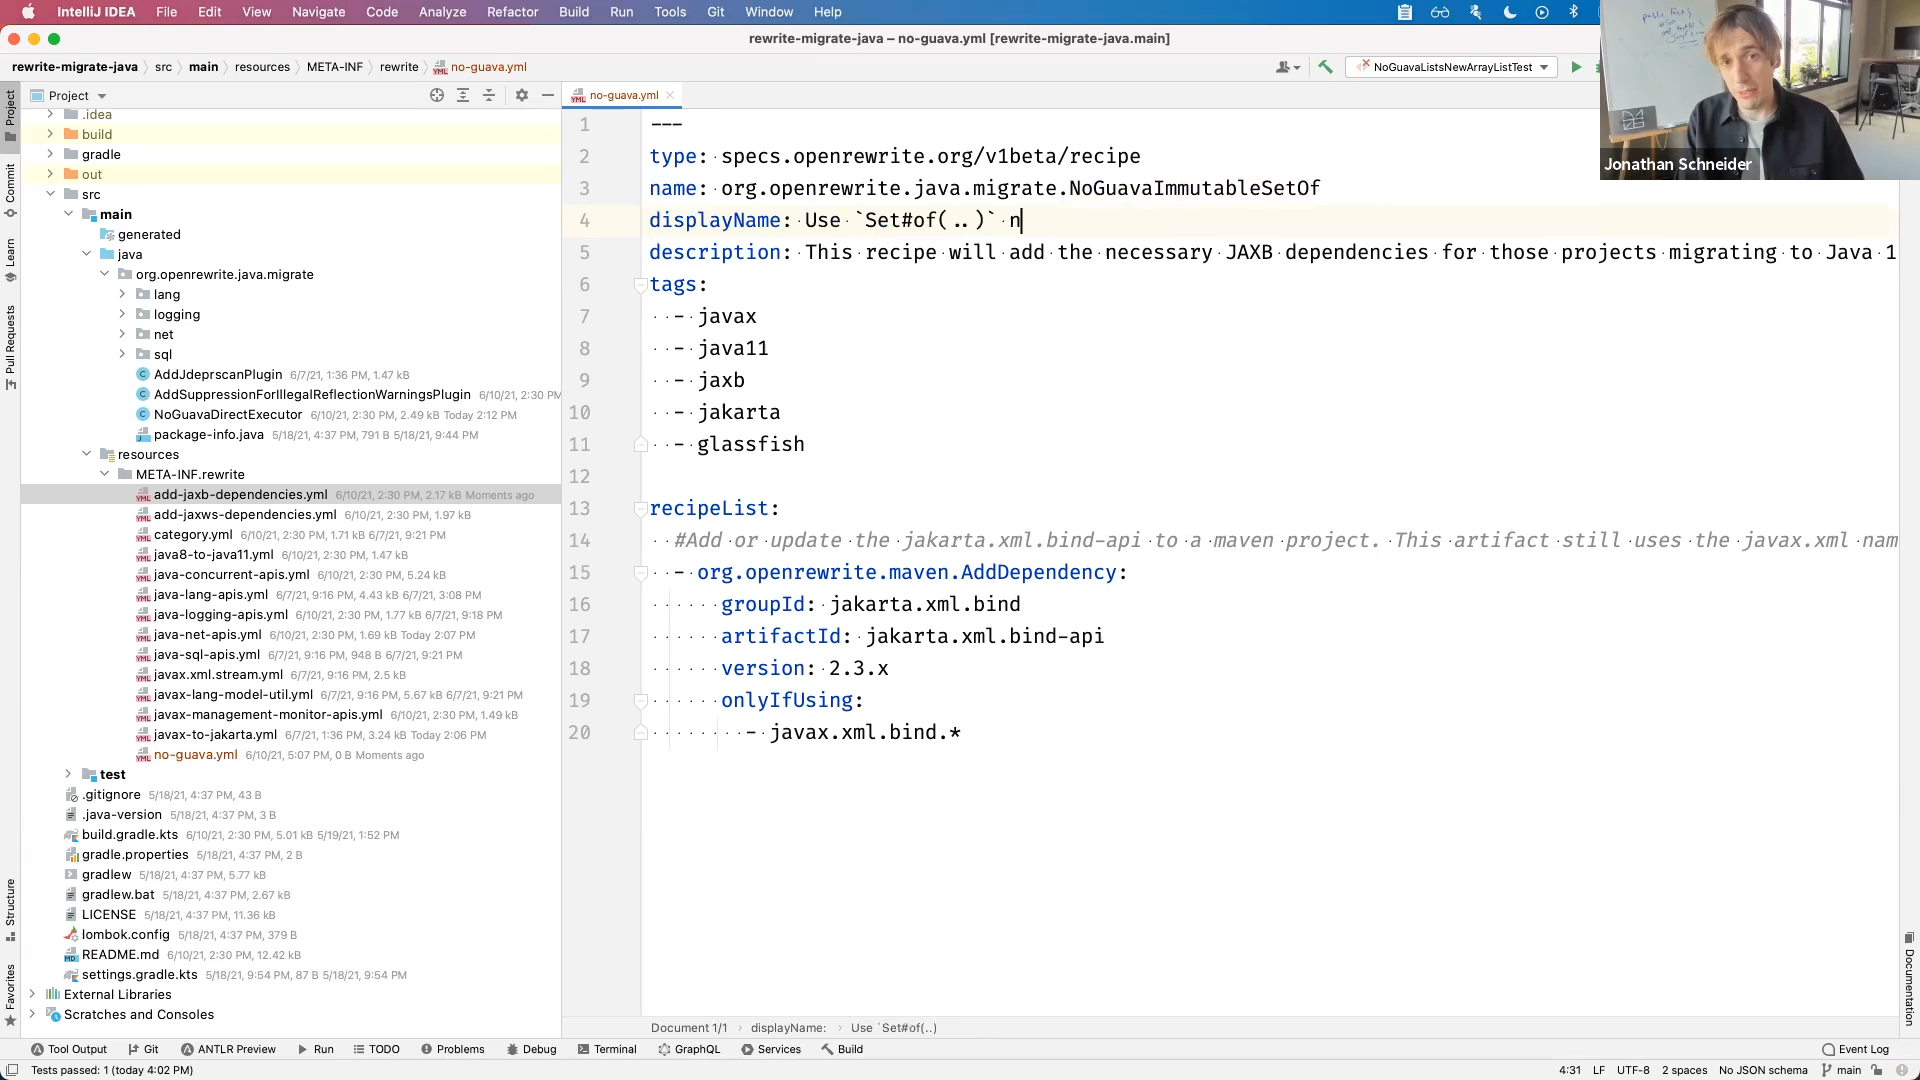 IntelliJ IDEA File Edit View Navigate Code Analyze Refactor Build Run Tools Git Window Help
rewrite-migrate-java – no-guava.yml [rewrite-migrate-java.main]
rewrite-migrate-java src main resources META-INF rewrite no-guava.yml
NoGuavaListsNewArrayListTest
Jonathan Schneider
Project
Commit
Learn
Pull Requests
Structure
Favorites
Project
.idea
build
gradle
out
src
main
generated
java
org.openrewrite.java.migrate
lang
logging
net
sql
AddJdeprscanPlugin 6/7/21, 1:36 PM, 1.47 kB
AddSuppressionForIllegalReflectionWarningsPlugin 6/10/21, 2:30 PM
NoGuavaDirectExecutor 6/10/21, 2:30 PM, 2.49 kB Today 2:12 PM
package-info.java 5/18/21, 4:37 PM, 791 B 5/18/21, 9:44 PM
resources
META-INF.rewrite
add-jaxb-dependencies.yml 6/10/21, 2:30 PM, 2.17 kB Moments ago
add-jaxws-dependencies.yml 6/10/21, 2:30 PM, 1.97 kB
category.yml 6/10/21, 2:30 PM, 1.71 kB 6/7/21, 9:21 PM
java8-to-java11.yml 6/10/21, 2:30 PM, 1.47 kB
java-concurrent-apis.yml 6/10/21, 2:30 PM, 5.24 kB
java-lang-apis.yml 6/7/21, 9:16 PM, 4.43 kB 6/7/21, 3:08 PM
java-logging-apis.yml 6/10/21, 2:30 PM, 1.77 kB 6/7/21, 9:18 PM
java-net-apis.yml 6/10/21, 2:30 PM, 1.69 kB Today 2:07 PM
java-sql-apis.yml 6/7/21, 9:16 PM, 948 B 6/7/21, 9:21 PM
javax.xml.stream.yml 6/7/21, 9:16 PM, 2.5 kB
javax-lang-model-util.yml 6/7/21, 9:16 PM, 5.67 kB 6/7/21, 9:21 PM
javax-management-monitor-apis.yml 6/10/21, 2:30 PM, 1.49 kB
javax-to-jakarta.yml 6/7/21, 1:36 PM, 3.24 kB Today 2:06 PM
no-guava.yml 6/10/21, 5:07 PM, 0 B Moments ago
test
.gitignore 5/18/21, 4:37 PM, 43 B
.java-version 5/18/21, 4:37 PM, 3 B
build.gradle.kts 6/10/21, 2:30 PM, 5.01 kB 5/19/21, 1:52 PM
gradle.properties 5/18/21, 4:37 PM, 2 B
gradlew 5/18/21, 4:37 PM, 5.77 kB
gradlew.bat 5/18/21, 4:37 PM, 2.67 kB
LICENSE 5/18/21, 4:37 PM, 11.36 kB
lombok.config 5/18/21, 4:37 PM, 379 B
README.md 6/10/21, 2:30 PM, 12.42 kB
settings.gradle.kts 5/18/21, 9:54 PM, 87 B 5/18/21, 9:54 PM
External Libraries
Scratches and Consoles
no-guava.yml
1 ---
2 type: specs.openrewrite.org/v1beta/recipe
3 name: org.openrewrite.java.migrate.NoGuavaImmutableSetOf
4 displayName: Use `Set#of(..)` n
5 description: This recipe will add the necessary JAXB dependencies for those projects migrating to Java 1
6 tags:
7 - javax
8 - java11
9 - jaxb
10 - jakarta
11 - glassfish
12
13 recipeList:
14 #Add or update the jakarta.xml.bind-api to a maven project. This artifact still uses the javax.xml nam
15 - org.openrewrite.maven.AddDependency:
16 groupId: jakarta.xml.bind
17 artifactId: jakarta.xml.bind-api
18 version: 2.3.x
19 onlyIfUsing:
20 - javax.xml.bind.*
Documentation
Document 1/1 displayName: Use `Set#of(..)
Tool Output Git ANTLR Preview Run TODO Problems Debug Terminal GraphQL Services Build Event Log
Tests passed: 1 (today 4:02 PM) 4:31 LF UTF-8 2 spaces No JSON schema main